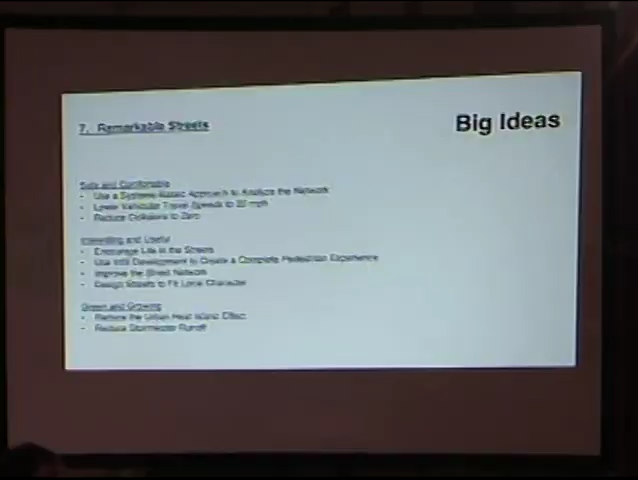 Big Ideas
7. Remarkable Streets
Safe and Comfortable
- Use a Systems-Based Approach to Analyze the Network
- Lower Vehicular Travel Speeds to 20 mph
- Reduce Collisions to Zero
Interesting and Useful
- Encourage Life in the Streets
- Use Infill Development to Create a Complete Pedestrian Experience
- Improve the Street Network
- Design Streets to Fit Local Character
Green and Growing
- Reduce the Urban Heat Island Effect
- Reduce Stormwater Runoff